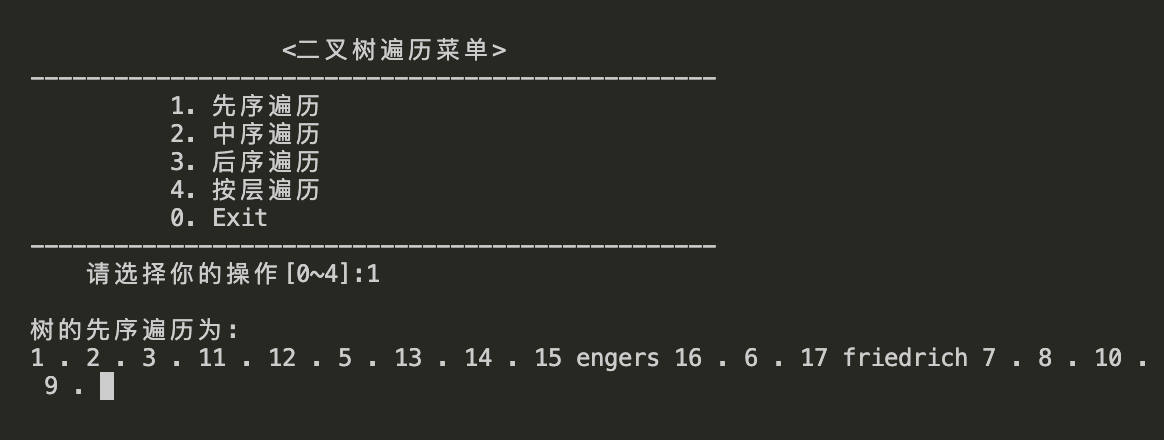 <二叉树遍历菜单>
-------------------------------------------------
1. 先序遍历
2. 中序遍历
3. 后序遍历
4. 按层遍历
0. Exit
-------------------------------------------------
请选择你的操作[0~4]:1
树的先序遍历为:
1 . 2 . 3 . 11 . 12 . 5 . 13 . 14 . 15 engers 16 . 6 . 17 friedrich 7 . 8 . 10 .
9 .